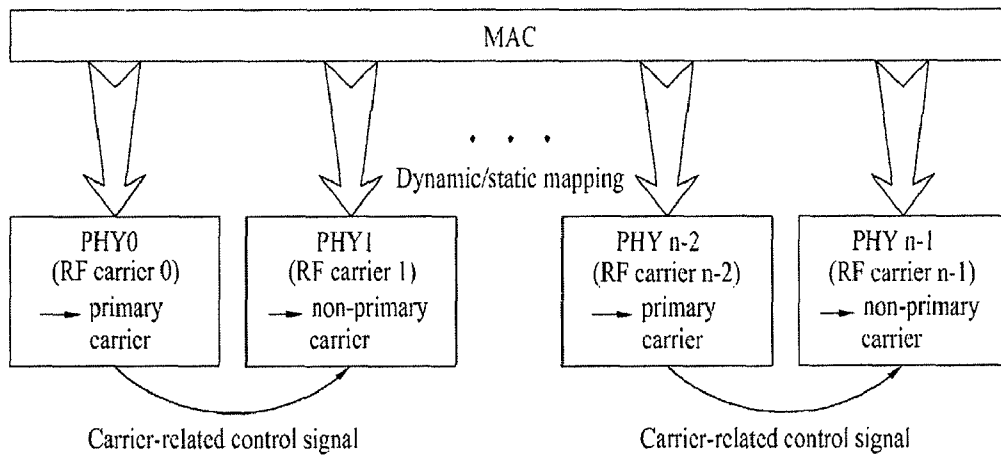 MAC
. . .
Dynamic/static mapping
PHY0
(RF carrier 0)
→ primary
carrier
PHY1
(RF carrier 1)
→ non-primary
carrier
PHY n-2
(RF carrier n-2)
→ primary
carrier
PHY n-1
(RF carrier n-1)
→ non-primary
carrier
Carrier-related control signal
Carrier-related control signal